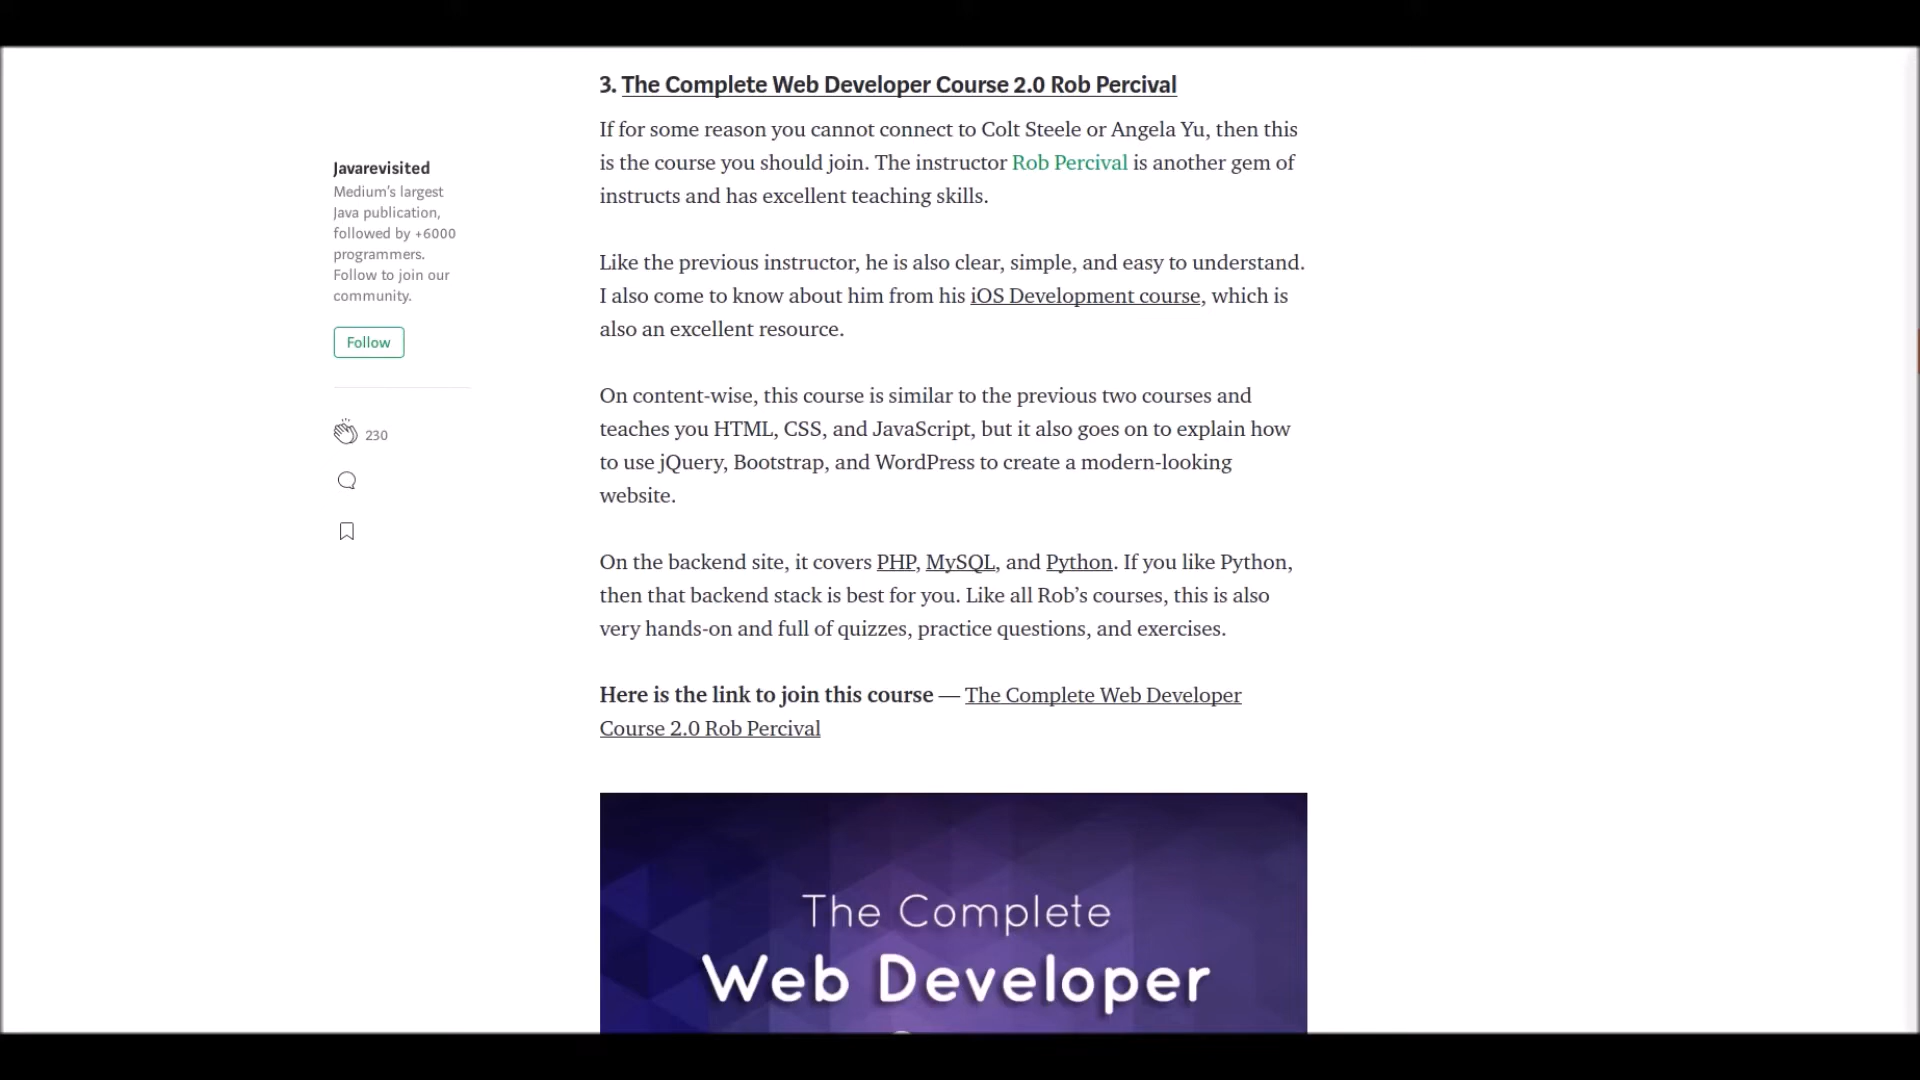 3. The Complete Web Developer Course 2.0 Rob Percival
If for some reason you cannot connect to Colt Steele or Angela Yu, then this
is the course you should join. The instructor Rob Percival is another gem of
instructs and has excellent teaching skills.
Like the previous instructor, he is also clear, simple, and easy to understand.
I also come to know about him from his iOS Development course, which is
also an excellent resource.
On content-wise, this course is similar to the previous two courses and
teaches you HTML, CSS, and JavaScript, but it also goes on to explain how
to use jQuery, Bootstrap, and WordPress to create a modern-looking
website.
On the backend site, it covers PHP, MySQL, and Python. If you like Python,
then that backend stack is best for you. Like all Rob’s courses, this is also
very hands-on and full of quizzes, practice questions, and exercises.
Here is the link to join this course — The Complete Web Developer
Course 2.0 Rob Percival
The Complete
Web Developer
Javarevisited
Medium’s largest
Java publication,
followed by +6000
programmers.
Follow to join our
community.
Follow
230